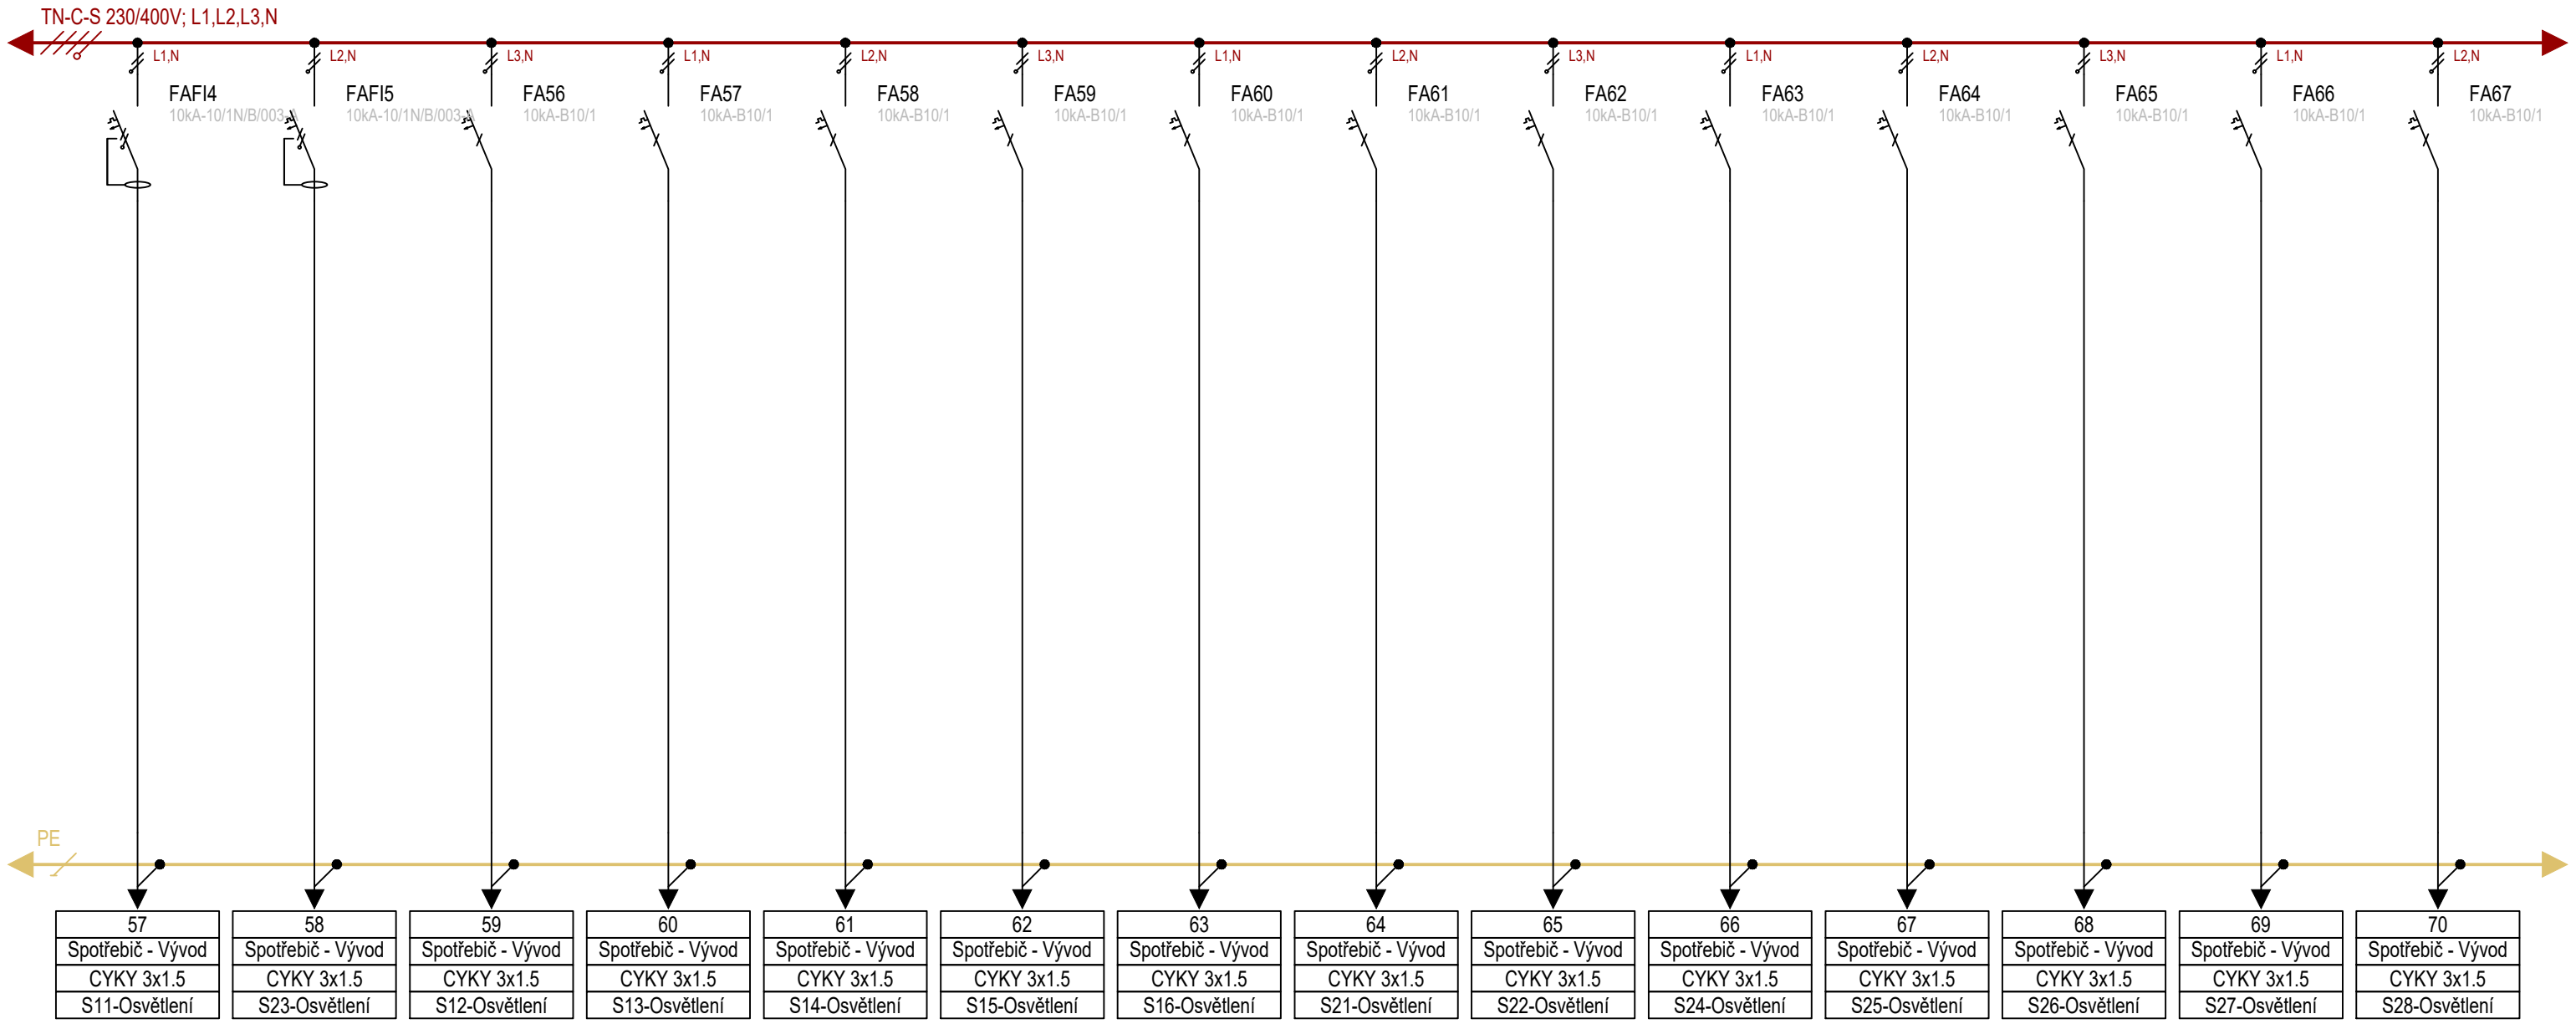 TN-C-S 230/400V; L1,L2,L3,N
L1,N L2,N L3,N L1,N L2,N L3,N L1,N L2,N L3,N L1,N L2,N L3,N L1,N L2,N
FAFI4 FAFI5 FA56 FA57 FA58 FA59 FA60 FA61 FA62 FA63 FA64 FA65 FA66 FA67
10kA-10/1N/B/003-A 10kA-10/1N/B/003-A 10kA-B10/1 10kA-B10/1 10kA-B10/1 10kA-B10/1 10kA-B10/1 10kA-B10/1 10kA-B10/1 10kA-B10/1 10kA-B10/1 10kA-B10/1 10kA-B10/1 10kA-B10/1
PE
57 58 59 60 61 62 63 64 65 66 67 68 69 70
Spotřebič - Vývod Spotřebič - Vývod Spotřebič - Vývod Spotřebič - Vývod Spotřebič - Vývod Spotřebič - Vývod Spotřebič - Vývod Spotřebič - Vývod Spotřebič - Vývod Spotřebič - Vývod Spotřebič - Vývod Spotřebič - Vývod Spotřebič - Vývod Spotřebič - Vývod
CYKY 3x1.5 CYKY 3x1.5 CYKY 3x1.5 CYKY 3x1.5 CYKY 3x1.5 CYKY 3x1.5 CYKY 3x1.5 CYKY 3x1.5 CYKY 3x1.5 CYKY 3x1.5 CYKY 3x1.5 CYKY 3x1.5 CYKY 3x1.5 CYKY 3x1.5
S11-Osvětlení S23-Osvětlení S12-Osvětlení S13-Osvětlení S14-Osvětlení S15-Osvětlení S16-Osvětlení S21-Osvětlení S22-Osvětlení S24-Osvětlení S25-Osvětlení S26-Osvětlení S27-Osvětlení S28-Osvětlení